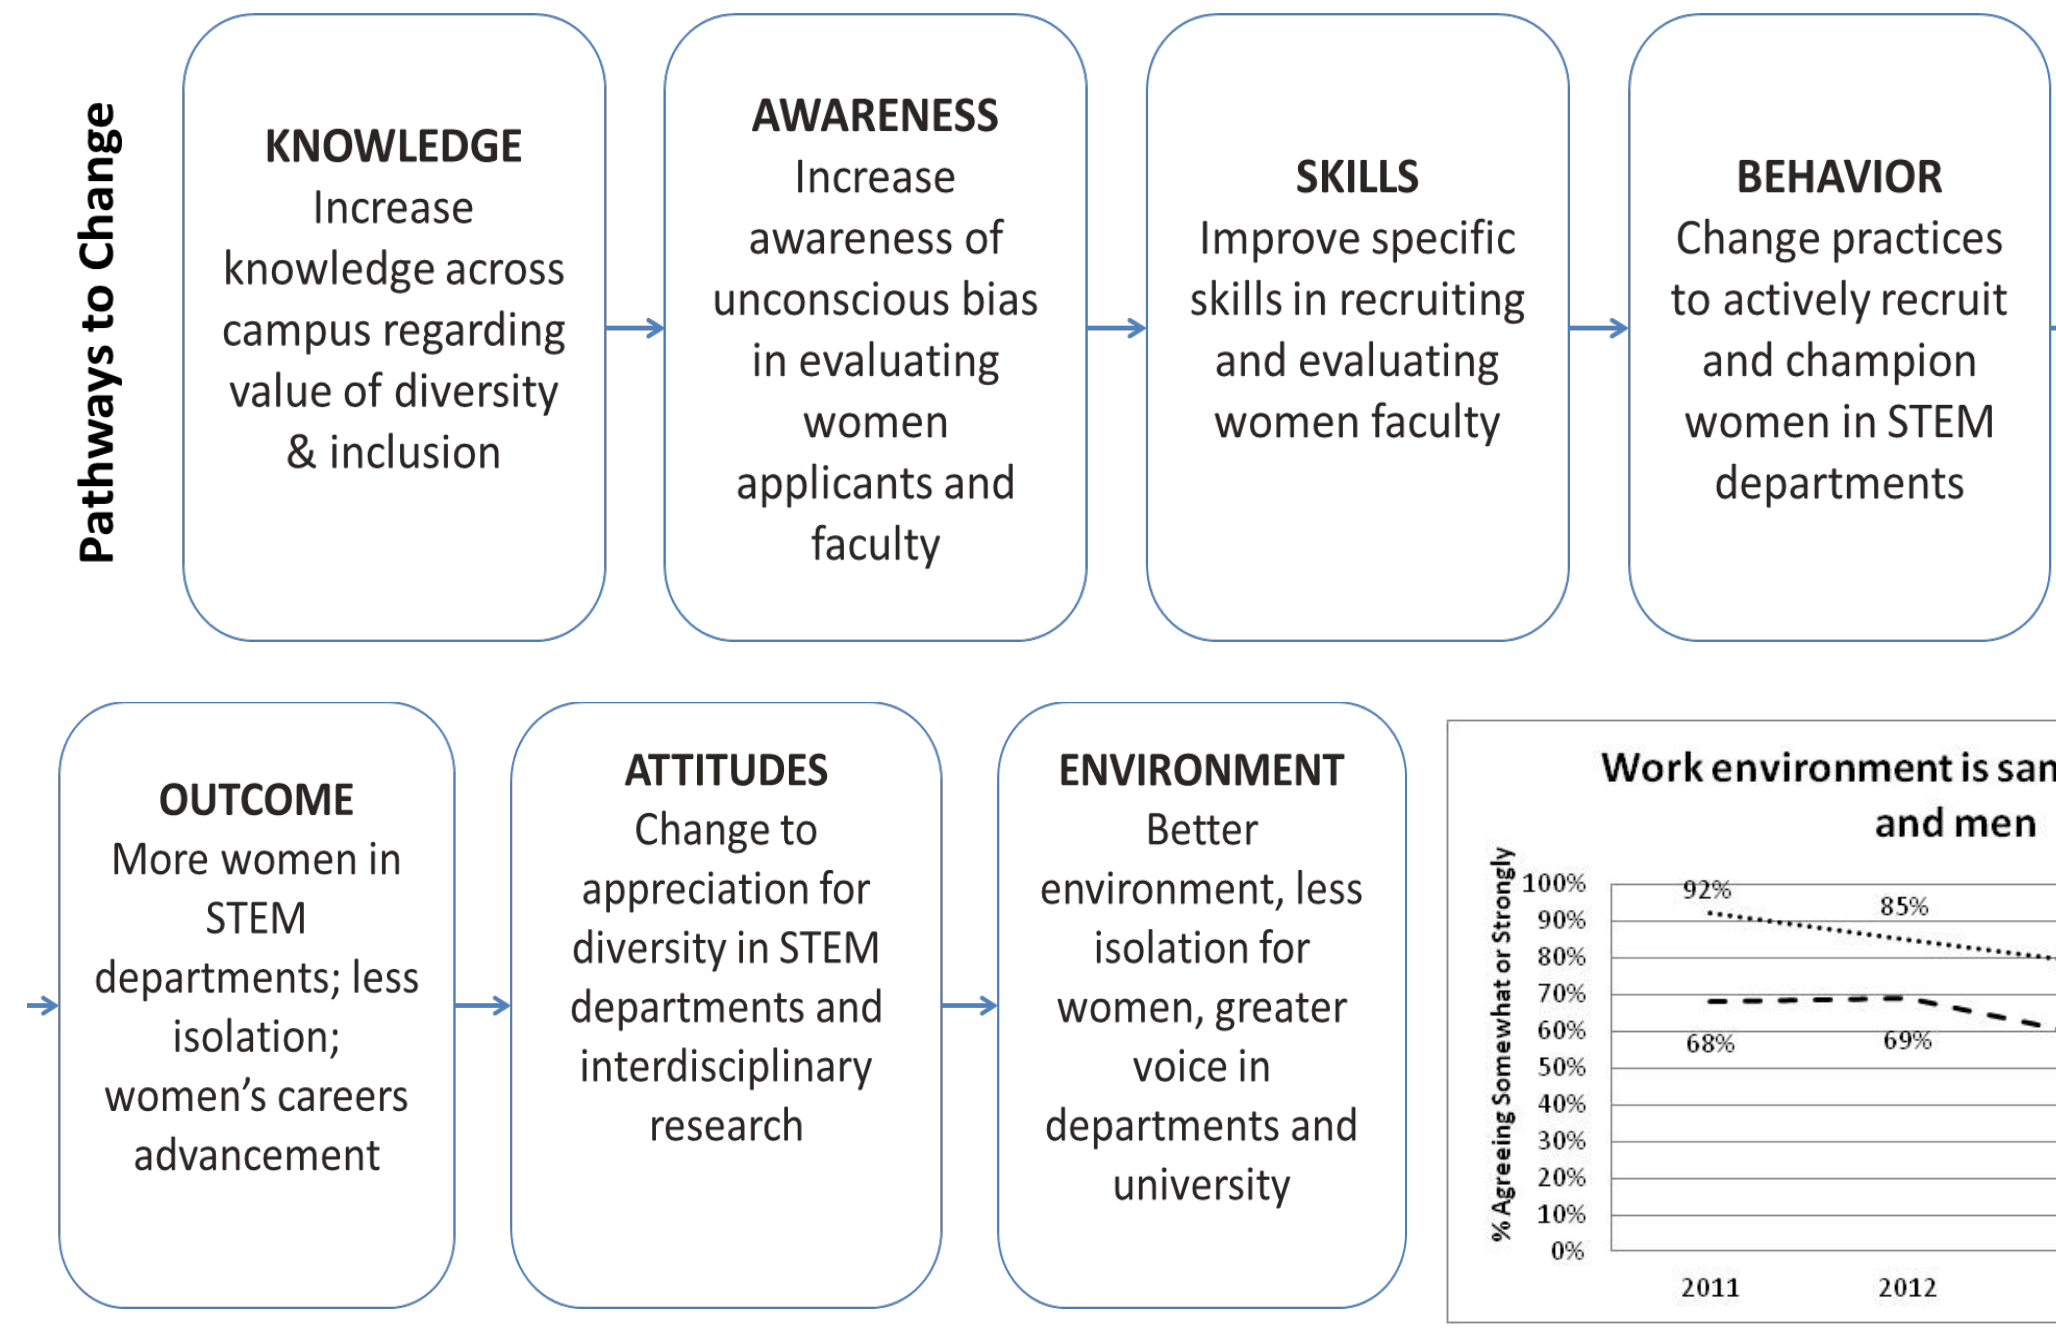 Pathways to Change
KNOWLEDGE
Increase
knowledge across
campus regarding
value of diversity
& inclusion
AWARENESS
Increase
awareness of
unconscious bias
in evaluating
women
applicants and
faculty
SKILLS
Improve specific
skills in recruiting
and evaluating
women faculty
BEHAVIOR
Change practices
to actively recruit
and champion
women in STEM
departments
OUTCOME
More women in
STEM
departments; less
isolation;
women’s careers
advancement
ATTITUDES
Change to
appreciation for
diversity in STEM
departments and
interdisciplinary
research
ENVIRONMENT
Better
environment, less
isolation for
women, greater
voice in
departments and
university
Work environment is
and men
% Agreeing Somewhat or Strongly
100%
90%
80%
70%
60%
50%
40%
30%
20%
10%
0%
92%
85%
68%
69%
2011
2012